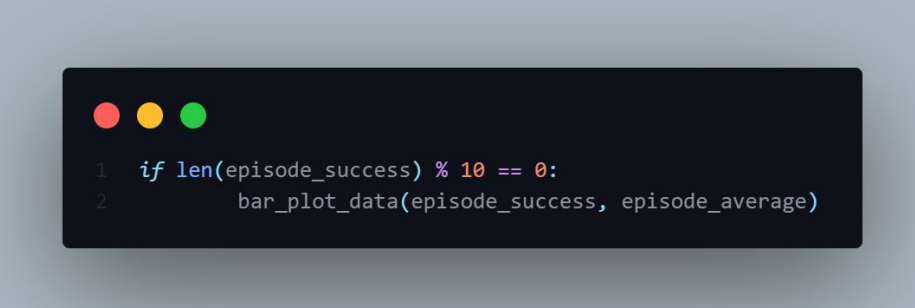 1 if len(episode_success) % 10 == 0:
2 bar_plot_data(episode_success, episode_average)